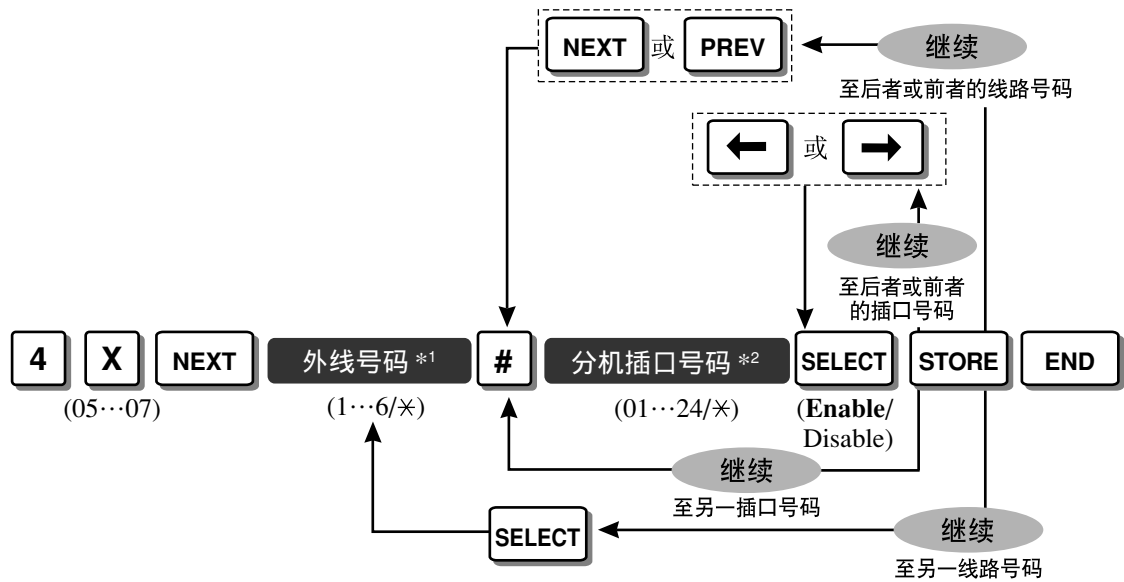 NEXT 或 PREV 继续
至后者或前者的线路号码
← 或 →
继续
至后者或前者
的插口号码
4 X NEXT 外线号码 *1 # 分机插口号码 *2 SELECT STORE END
(05…07) (1…6/✳) (01…24/✳) (Enable/
Disable)
继续
至另一插口号码
SELECT 继续
至另一线路号码